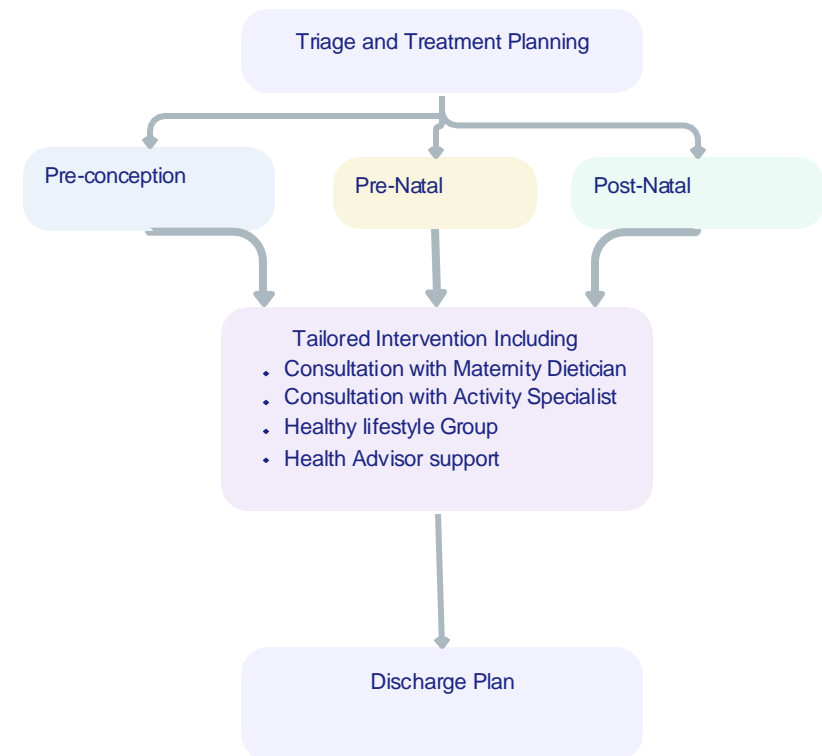 Triage and Treatment Planning
Pre-conception
Pre-Natal
Post-Natal
Tailored Intervention Including
• Consultation with Maternity Dietician
• Consultation with Activity Specialist
• Healthy lifestyle Group
• Health Advisor support
Discharge Plan